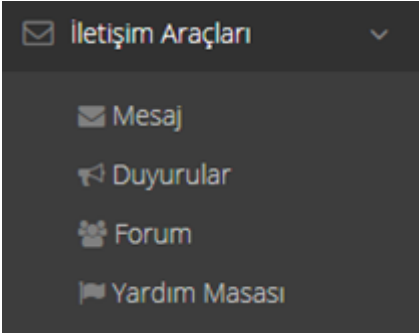 İletişim Araçları
Mesaj
Duyurular
Forum
Yardım Masası